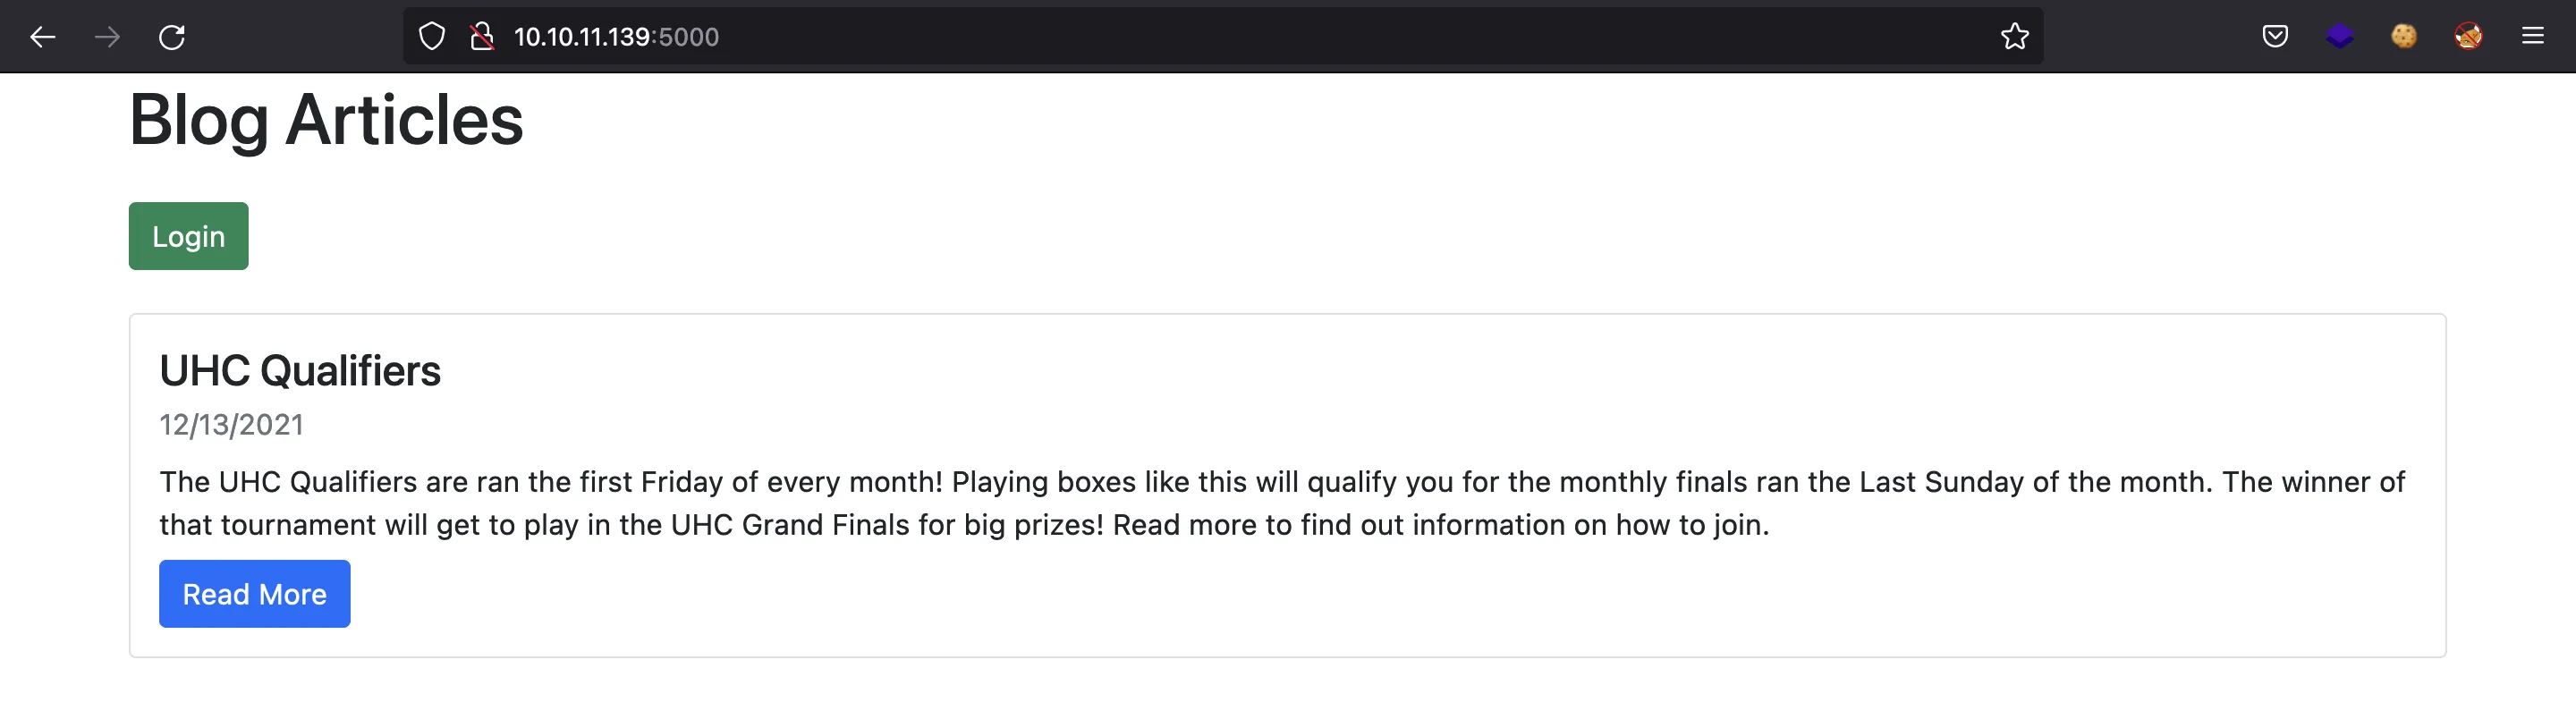 10.10.11.139:5000
Blog Articles
Login
UHC Qualifiers
12/13/2021
The UHC Qualifiers are ran the first Friday of every month! Playing boxes like this will qualify you for the monthly finals ran the Last Sunday of the month. The winner of
that tournament will get to play in the UHC Grand Finals for big prizes! Read more to find out information on how to join.
Read More